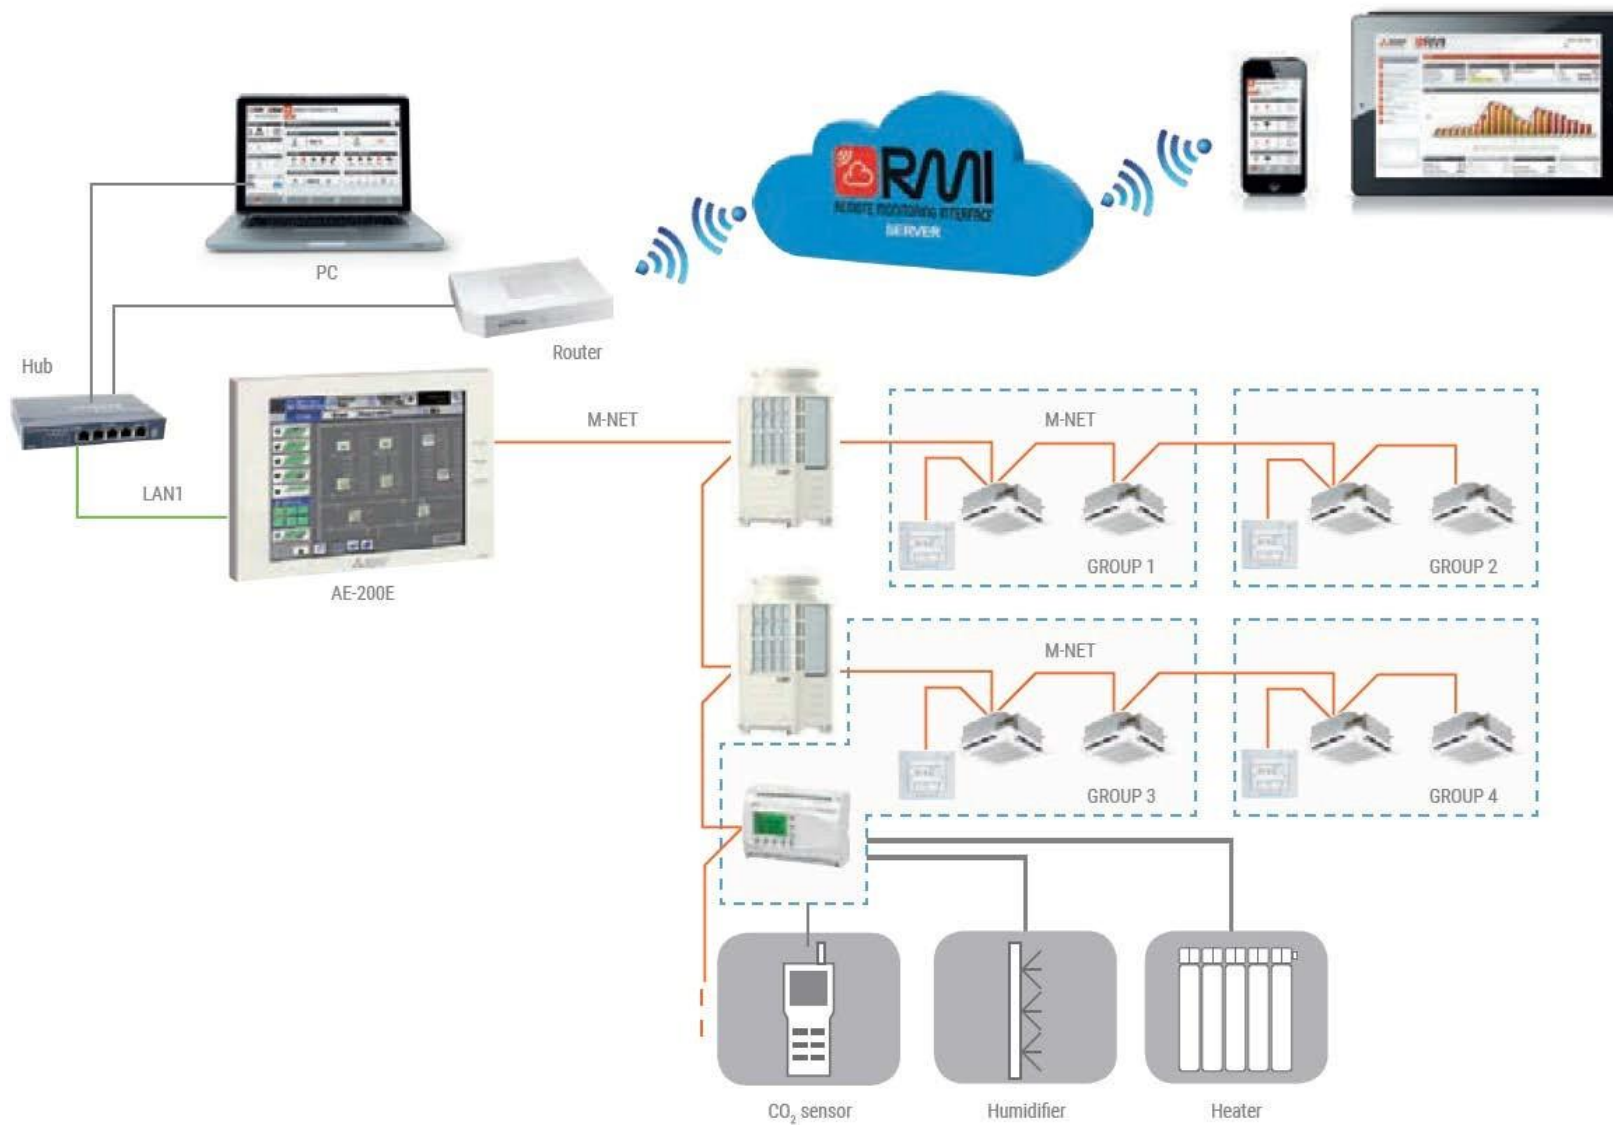 RMI
REMOTE MONITORING INTERFACE
SERVER
PC
Router
Hub
M-NET
M-NET
LAN1
GROUP 1
GROUP 2
AE-200E
M-NET
GROUP 3
GROUP 4
CO₂ sensor
Humidifier
Heater